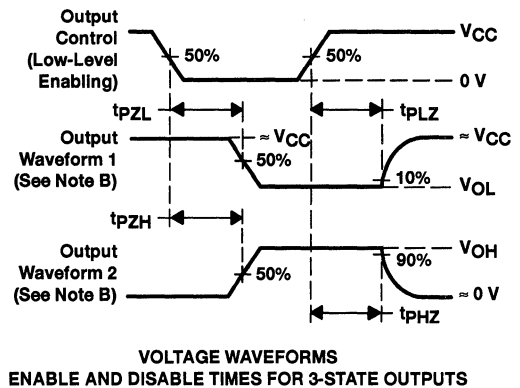 Output
Control
(Low-Level
Enabling)
50%
50%
VCC
0 V
tPZL
tPLZ
Output
Waveform 1
(See Note B)
≈ VCC
50%
≈ VCC
10%
VOL
tPZH
Output
Waveform 2
(See Note B)
50%
VOH
90%
≈ 0 V
tPHZ
VOLTAGE WAVEFORMS
ENABLE AND DISABLE TIMES FOR 3-STATE OUTPUTS